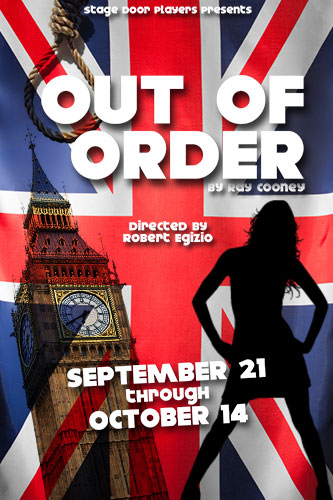 STAGE DOOR PLAYERS PRESENTS
OUT OF
ORDER
BY RAY COONEY
DIRECTED BY
ROBERT EGIZIO
SEPTEMBER 21
THROUGH
OCTOBER 14